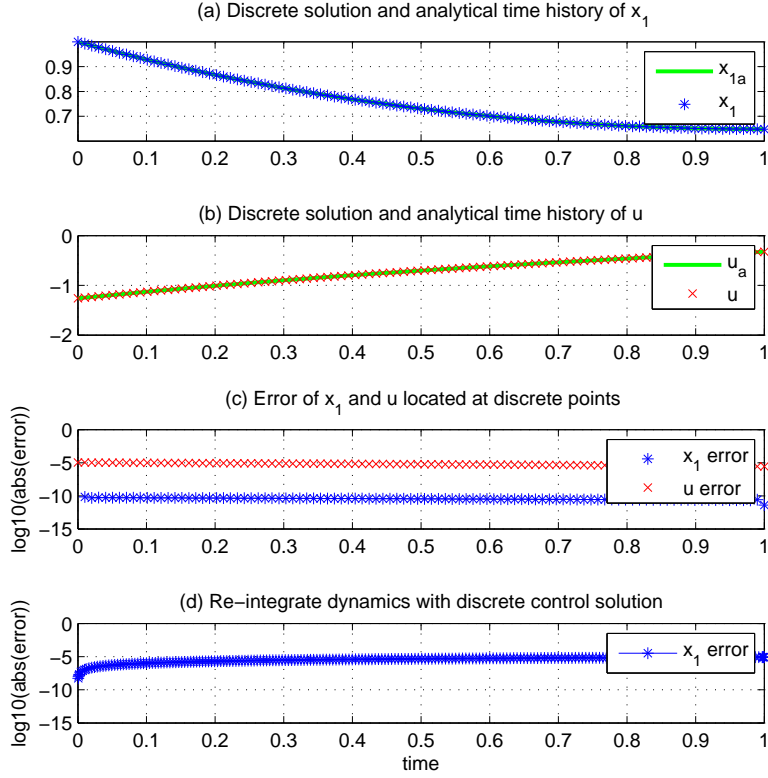 (a) Discrete solution and analytical time history of x1
0.9
0.8
0.7
x1a
x1
0 0.1 0.2 0.3 0.4 0.5 0.6 0.7 0.8 0.9 1
(b) Discrete solution and analytical time history of u
0
−1
−2
ua
u
0 0.1 0.2 0.3 0.4 0.5 0.6 0.7 0.8 0.9 1
(c) Error of x1 and u located at discrete points
log10(abs(error))
0
−5
−10
−15
x1 error
u error
0 0.1 0.2 0.3 0.4 0.5 0.6 0.7 0.8 0.9 1
(d) Re−integrate dynamics with discrete control solution
log10(abs(error))
0
−5
−10
−15
x1 error
0 0.1 0.2 0.3 0.4 0.5 0.6 0.7 0.8 0.9 1
time